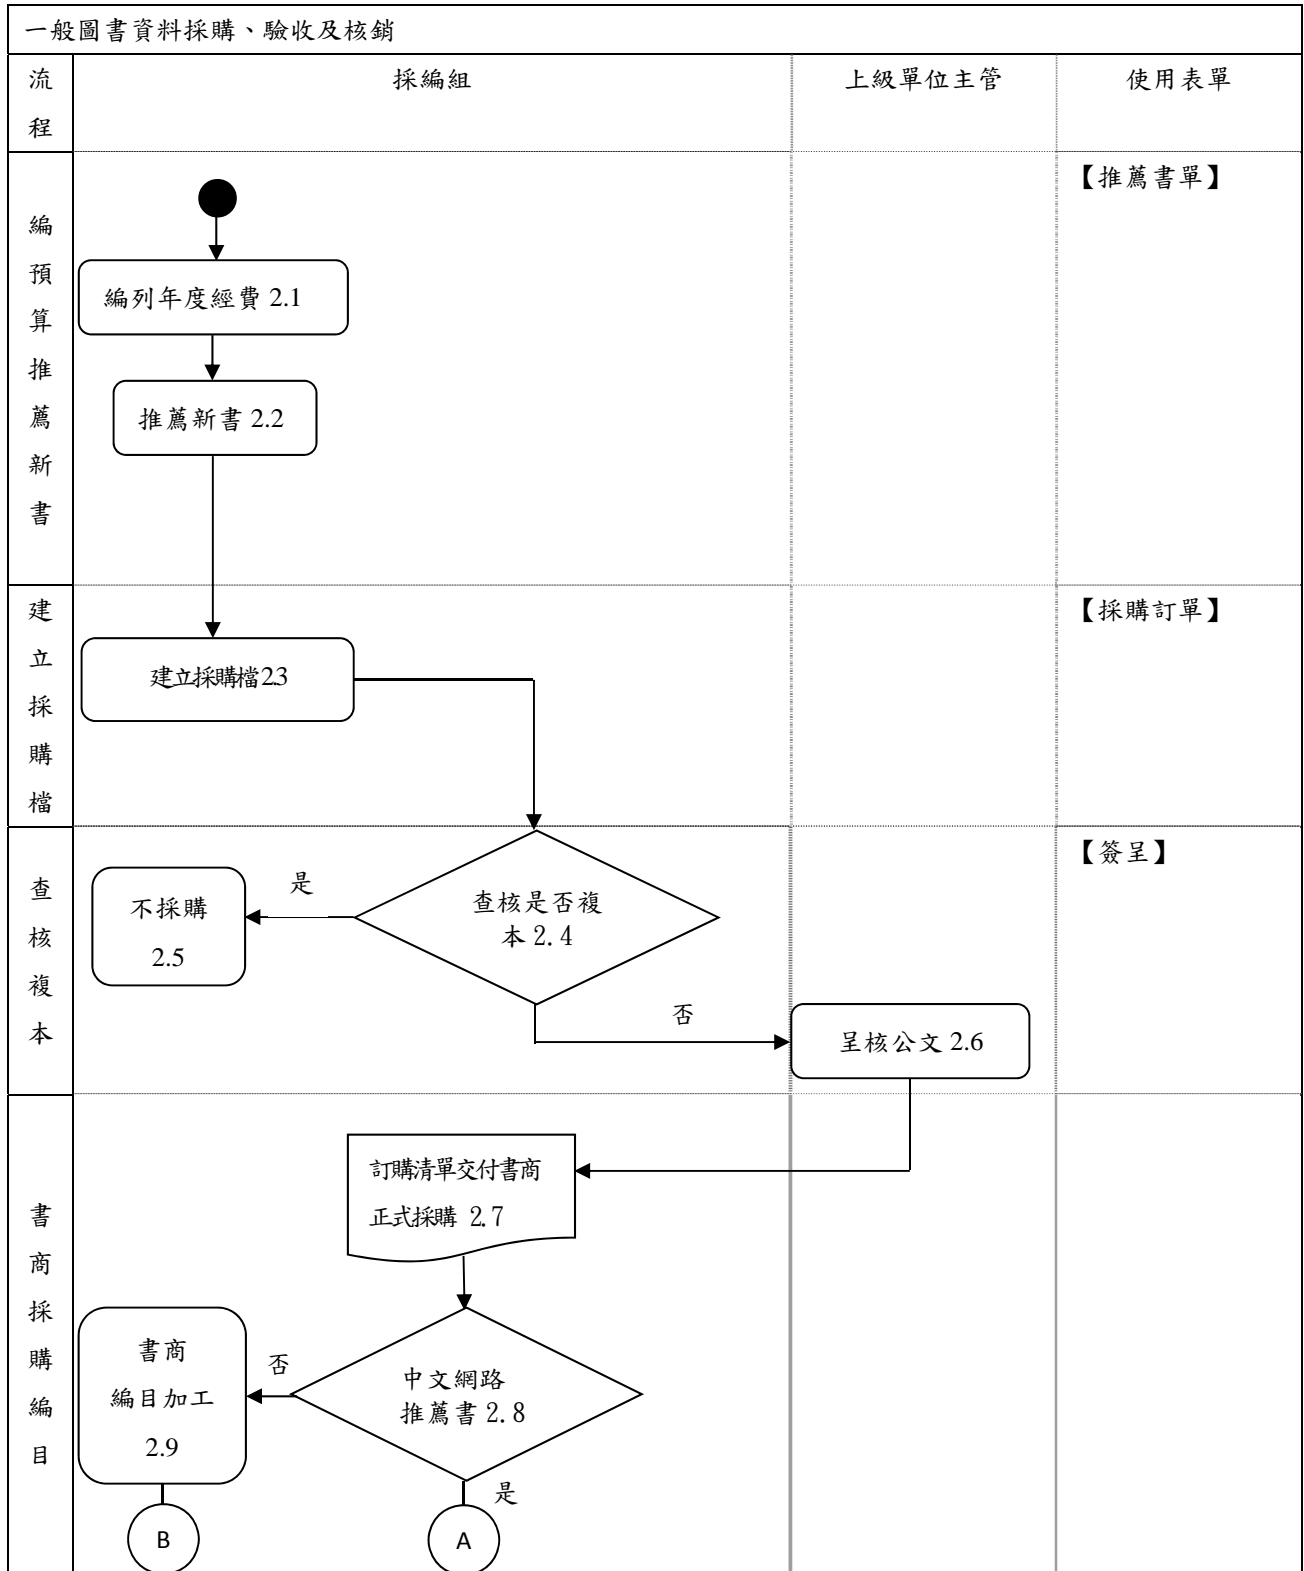 一般圖書資料採購、驗收及核銷
流程
採編組
上級單位主管
使用表單
編預算推薦新書
【推薦書單】
編列年度經費 2.1
推薦新書 2.2
建立採購檔
【採購訂單】
建立採購檔2.3
查核複本
【簽呈】
是
不採購
2.5
查核是否複
本 2.4
否
呈核公文 2.6
書商採購編目
訂購清單交付書商
正式採購 2.7
書商
編目加工
2.9
否
中文網路
推薦書 2.8
是
B
A